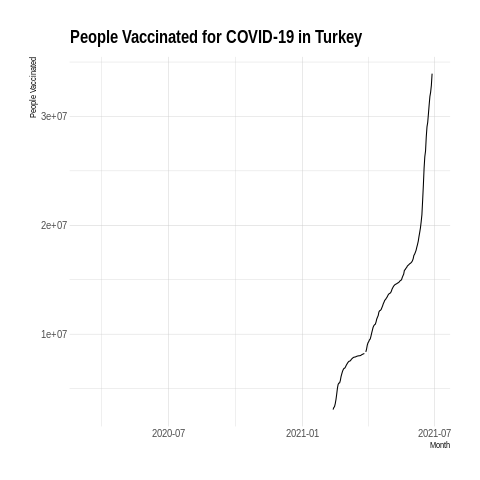 People Vaccinated for COVID-19 in Turkey
People Vaccinated
3e+07
2e+07
1e+07
2020-07
2021-01
2021-07
Month